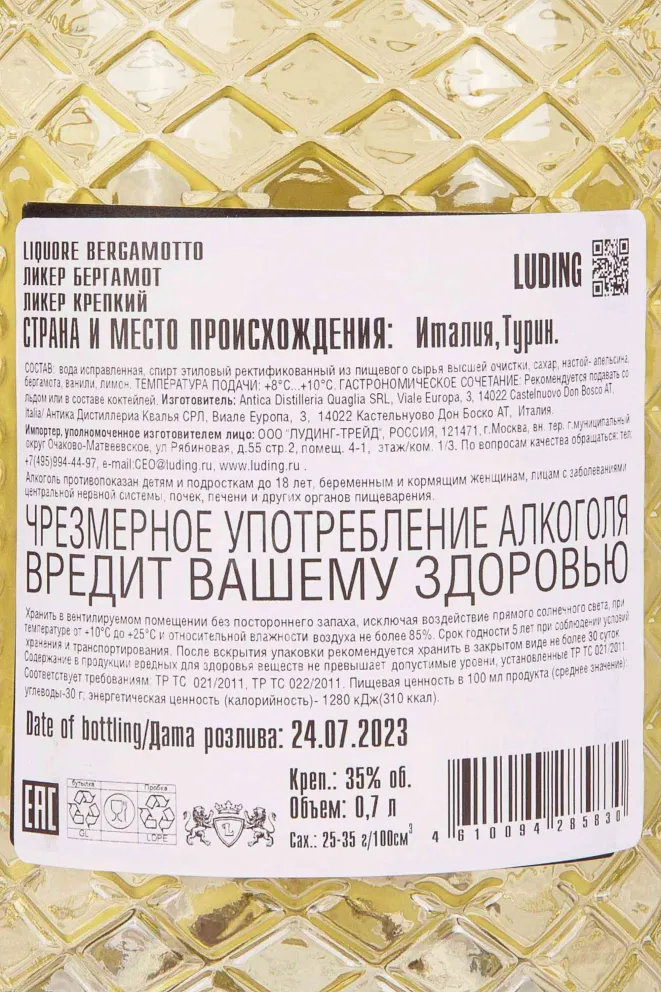 LIQUORE BERGAMOTTO
ЛИКЕР БЕРГАМОТ
ЛИКЕР КРЕПКИЙ
LUDING
СТРАНА И МЕСТО ПРОИСХОЖДЕНИЯ: Италия,Турин.
СОСТАВ: вода исправленная, спирт этиловый ректификованный из пищевого сырья высшей очистки, сахар, настой- апельсина,
бергамота, ванили, лимон. ТЕМПЕРАТУРА ПОДАЧИ: +8°С...+10°С. ГАСТРОНОМИЧЕСКОЕ СОЧЕТАНИЕ: Рекомендуется подавать со
льдом или в составе коктейлей. Изготовитель: Antica Distilleria Quaglia SRL, Viale Europa, 3, 14022 Castelnuovo Don Bosco AT,
Italia/ Антика Дистиллериа Квалья СРЛ, Виале Еуропа, 3, 14022 Кастельнуово Дон Боско АТ, Италия.
Импортер, уполномоченное изготовителем лицо: ООО "ЛУДИНГ-ТРЕЙД", РОССИЯ, 121471, г.Москва, вн. тер. г.муниципальный
округ Очаково-Матвеевское, ул Рябиновая, д.55 стр.2, помещ. 4-1, этаж/ком. 1/3. По вопросам качества обращаться: тел:
+7(495)994-44-97, e-mail:CEO@luding.ru, www.luding.ru .
Алкоголь противопоказан детям и подросткам до 18 лет, беременным и кормящим женщинам, лицам с заболеваниями
центральной нервной системы, почек, печени и других органов пищеварения.
ЧРЕЗМЕРНОЕ УПОТРЕБЛЕНИЕ АЛКОГОЛЯ
ВРЕДИТ ВАШЕМУ ЗДОРОВЬЮ
Хранить в вентилируемом помещении без постороннего запаха, исключая воздействие прямого солнечного света, при
температуре от +10°С до +25°С и относительной влажности воздуха не более 85%. Срок годности 5 лет при соблюдении условий
хранения и транспортирования. После вскрытия упаковки рекомендуется хранить в закрытом виде не более 30 суток
Содержание в продукции вредных для здоровья веществ не превышает допустимые уровни, установленные ТР ТС 021/2011.
Соответствует требованиям: ТР ТС 021/2011, ТР ТС 022/2011. Пищевая ценность в 100 мл продукта (среднее значение):
углеводы-30 г; энергетическая ценность (калорийность)- 1280 кДж(310 ккал).
Date of bottling/Дата розлива: 24.07.2023
EAC
бутылка
GL
Пробка
LDPE
L
Креп.: 35% об.
Объем: 0,7 л
Сах.: 25-35 г/100см³
4 610094 285830